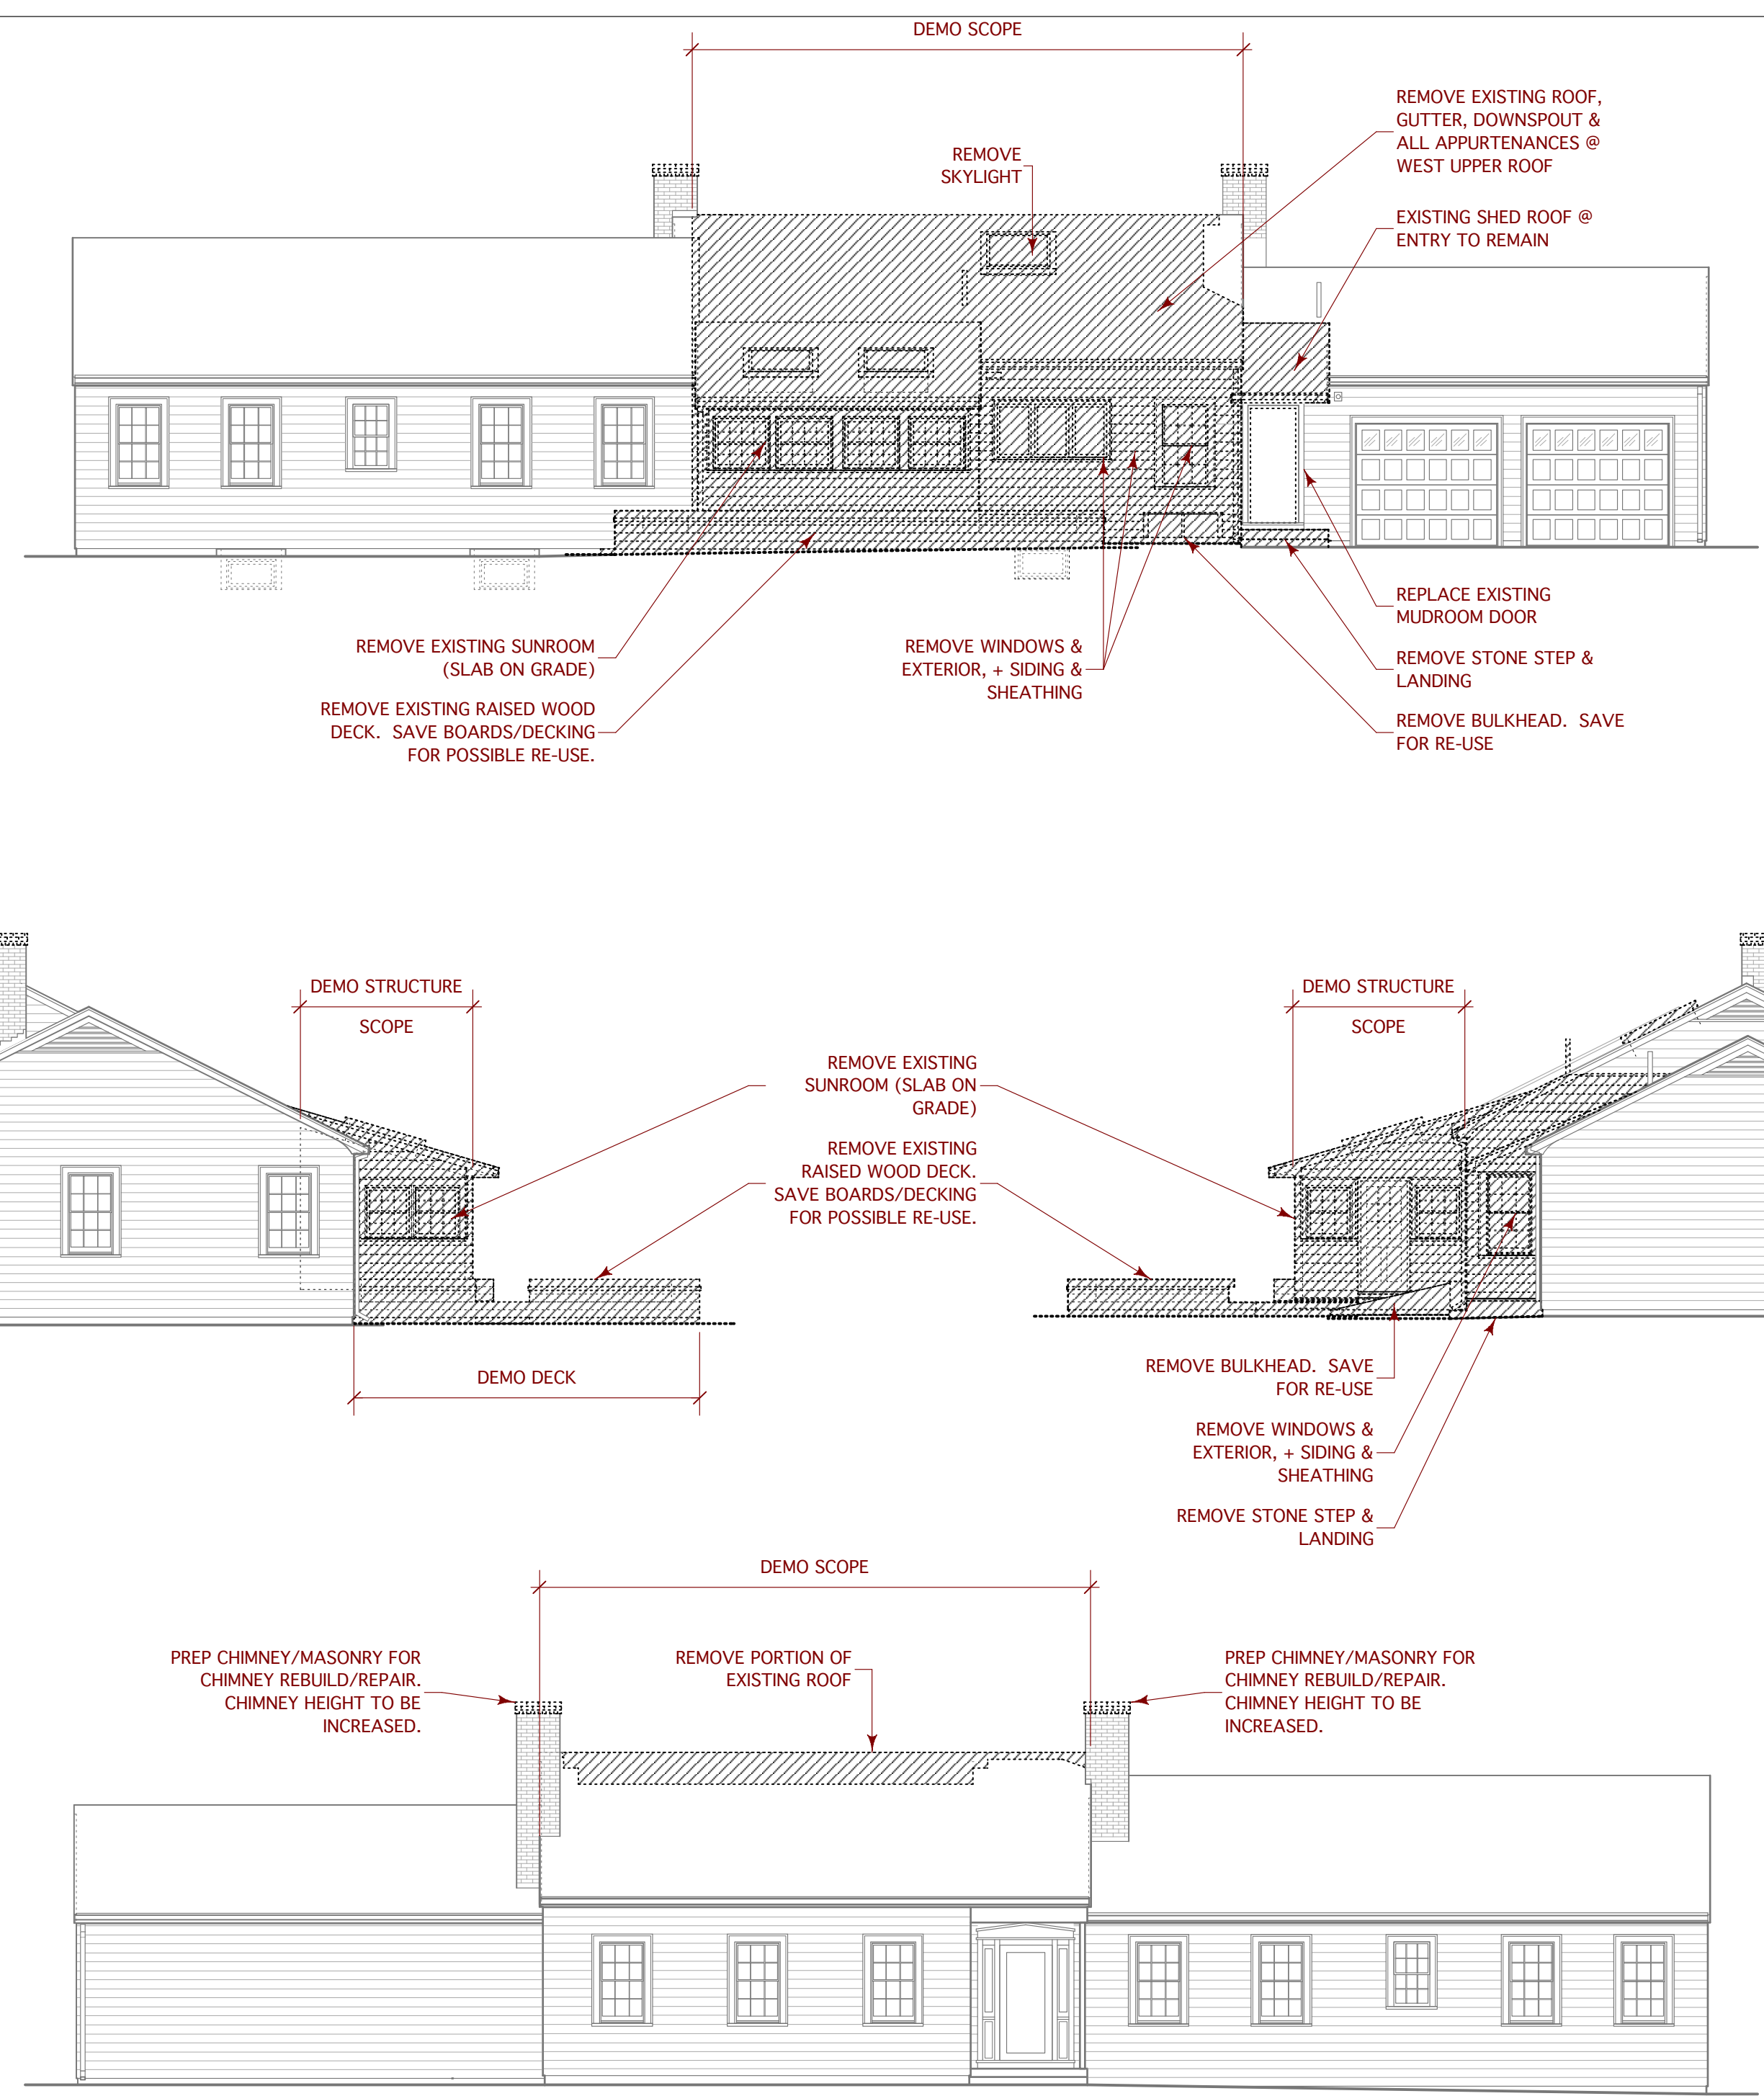 DEMO SCOPE
REMOVE EXISTING ROOF,
GUTTER, DOWNSPOUT &
ALL APPURTENANCES @
WEST UPPER ROOF
REMOVE
SKYLIGHT
EXISTING SHED ROOF @
ENTRY TO REMAIN
REPLACE EXISTING
MUDROOM DOOR
REMOVE EXISTING SUNROOM
(SLAB ON GRADE)
REMOVE WINDOWS &
EXTERIOR, + SIDING &
SHEATHING
REMOVE STONE STEP &
LANDING
REMOVE EXISTING RAISED WOOD
DECK.  SAVE BOARDS/DECKING
FOR POSSIBLE RE-USE.
REMOVE BULKHEAD.  SAVE
FOR RE-USE
DEMO STRUCTURE
SCOPE
DEMO STRUCTURE
SCOPE
REMOVE EXISTING
SUNROOM (SLAB ON
GRADE)
REMOVE EXISTING
RAISED WOOD DECK.
SAVE BOARDS/DECKING
FOR POSSIBLE RE-USE.
DEMO DECK
REMOVE BULKHEAD.  SAVE
FOR RE-USE
REMOVE WINDOWS &
EXTERIOR, + SIDING &
SHEATHING
REMOVE STONE STEP &
LANDING
DEMO SCOPE
PREP CHIMNEY/MASONRY FOR
CHIMNEY REBUILD/REPAIR.
CHIMNEY HEIGHT TO BE
INCREASED.
REMOVE PORTION OF
EXISTING ROOF
PREP CHIMNEY/MASONRY FOR
CHIMNEY REBUILD/REPAIR.
CHIMNEY HEIGHT TO BE
INCREASED.